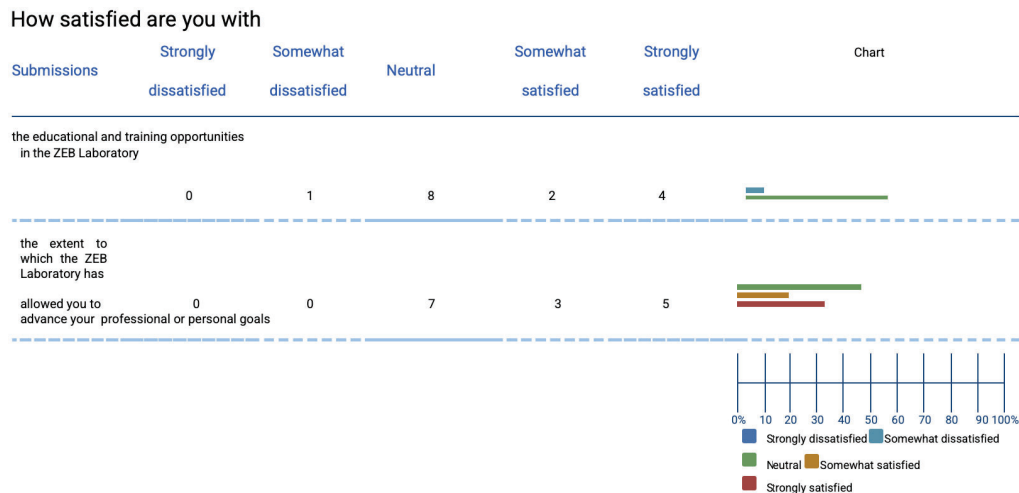 How satisfied are you with
Submissions Strongly dissatisfied Somewhat dissatisfied Neutral Somewhat satisfied Strongly satisfied Chart
the educational and training opportunities
in the ZEB Laboratory
0 1 8 2 4
the extent to
which the ZEB
Laboratory has
allowed you to 0 0 7 3 5
advance your professional or personal goals
0% 10 20 30 40 50 60 70 80 90 100%
Strongly dissatisfied Somewhat dissatisfied
Neutral Somewhat satisfied
Strongly satisfied